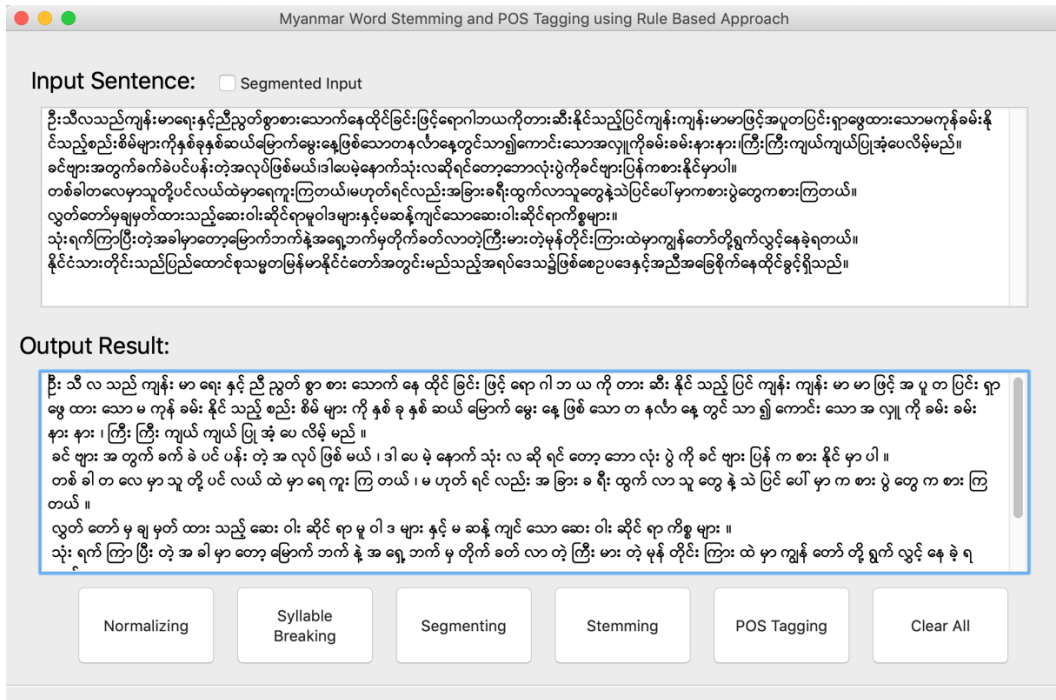 Myanmar Word Stemming and POS Tagging using Rule Based Approach
Input Sentence:
Segmented Input
ဦးသီလသည်ကျန်းမာရေးနှင့်ညီညွတ်စွာစားသောက်နေထိုင်ခြင်းဖြင့်ရောဂါဘယကိုတားဆီးနိုင်သည့်ပြင်ကျန်းကျန်းမာမာဖြင့်အပူတပြင်းရှာဖွေထားသောမကုန်ခမ်းနို
င်သည့်စည်းစိမ်များကိုနှစ်ခုနှစ်ဆယ်မြောက်မွေးနေ့ဖြစ်သောတနင်္လာနေ့တွင်သာ၍ကောင်းသောအလှူကိုခမ်းခမ်းနားနား၊ကြီးကြီးကျယ်ကျယ်ပြုအံ့ပေလိမ့်မည်။
ခင်ဗျားအတွက်ခက်ခဲပင်ပန်းတဲ့အလုပ်ဖြစ်မယ်၊ဒါပေမဲ့နောက်သုံးလဆိုရင်တော့ဘောလုံးပွဲကိုခင်ဗျားပြန်ကစားနိုင်မှာပါ။
တစ်ခါတလေမှာသူတို့ပင်လယ်ထဲမှာရေကူးကြတယ်၊မဟုတ်ရင်လည်းအခြားခရီးထွက်လာသူတွေနဲ့သဲပြင်ပေါ်မှာကစားပွဲတွေကစားကြတယ်။
လွှတ်တော်မှချမှတ်ထားသည့်ဆေးဝါးဆိုင်ရာမူဝါဒများနှင့်မဆန့်ကျင်သောဆေးဝါးဆိုင်ရာကိစ္စများ။
သုံးရက်ကြာပြီးတဲ့အခါမှာတော့မြောက်ဘက်နဲ့အရှေ့ဘက်မှတိုက်ခတ်လာတဲ့ကြီးမားတဲ့မုန်တိုင်းကြားထဲမှာကျွန်တော်တို့ရွက်လွှင့်နေခဲ့ရတယ်။
နိုင်ငံသားတိုင်းသည်ပြည်ထောင်စုသမ္မတမြန်မာနိုင်ငံတော်အတွင်းမည်သည့်အရပ်ဒေသ၌ဖြစ်စေဥပဒေနှင့်အညီအခြေစိုက်နေထိုင်ခွင့်ရှိသည်။
Output Result:
ဦး သီ လ သည် ကျန်း မာ ရေး နှင့် ညီ ညွတ် စွာ စား သောက် နေ ထိုင် ခြင်း ဖြင့် ရော ဂါ ဘ ယ ကို တား ဆီး နိုင် သည့် ပြင် ကျန်း ကျန်း မာ မာ ဖြင့် အ ပူ တ ပြင်း ရှာ
ဖွေ ထား သော မ ကုန် ခမ်း နိုင် သည့် စည်း စိမ် များ ကို နှစ် ခု နှစ် ဆယ် မြောက် မွေး နေ့ ဖြစ် သော တ နင်္လာ နေ့ တွင် သာ ၍ ကောင်း သော အ လှူ ကို ခမ်း ခမ်း
နား နား ၊ ကြီး ကြီး ကျယ် ကျယ် ပြု အံ့ ပေ လိမ့် မည် ။
ခင် ဗျား အ တွက် ခက် ခဲ ပင် ပန်း တဲ့ အ လုပ် ဖြစ် မယ် ၊ ဒါ ပေ မဲ့ နောက် သုံး လ ဆို ရင် တော့ ဘော လုံး ပွဲ ကို ခင် ဗျား ပြန် က စား နိုင် မှာ ပါ ။
တစ် ခါ တ လေ မှာ သူ တို့ ပင် လယ် ထဲ မှာ ရေ ကူး ကြ တယ် ၊ မ ဟုတ် ရင် လည်း အ ခြား ခ ရီး ထွက် လာ သူ တွေ နဲ့ သဲ ပြင် ပေါ် မှာ က စား ပွဲ တွေ က စား ကြ
တယ် ။
လွှတ် တော် မှ ချ မှတ် ထား သည့် ဆေး ဝါး ဆိုင် ရာ မူ ဝါ ဒ များ နှင့် မ ဆန့် ကျင် သော ဆေး ဝါး ဆိုင် ရာ ကိစ္စ များ ။
သုံး ရက် ကြာ ပြီး တဲ့ အ ခါ မှာ တော့ မြောက် ဘက် နဲ့ အ ရှေ့ ဘက် မှ တိုက် ခတ် လာ တဲ့ ကြီး မား တဲ့ မုန် တိုင်း ကြား ထဲ မှာ ကျွန် တော် တို့ ရွက် လွှင့် နေ ခဲ့ ရ
Normalizing
Syllable
Breaking
Segmenting
Stemming
POS Tagging
Clear All